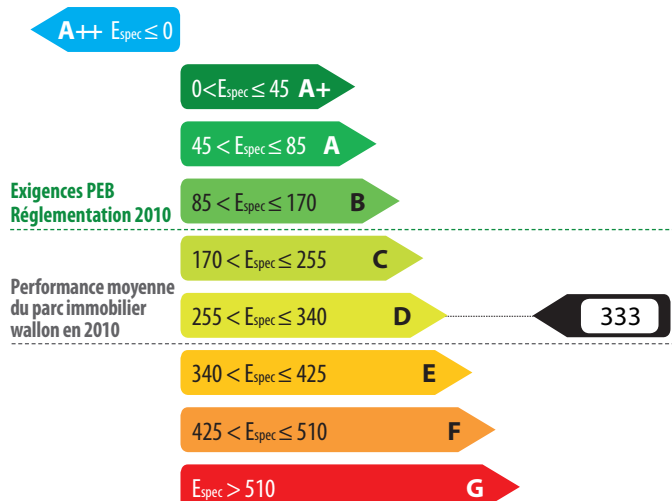 A++ Espec ≤ 0
0<Espec ≤ 45 A+
45 < Espec ≤ 85 A
Exigences PEB
Réglementation 2010
85 < Espec ≤ 170 B
170 < Espec ≤ 255 C
Performance moyenne
du parc immobilier
wallon en 2010
255 < Espec ≤ 340 D
333
340 < Espec ≤ 425 E
425 < Espec ≤ 510 F
Espec > 510 G